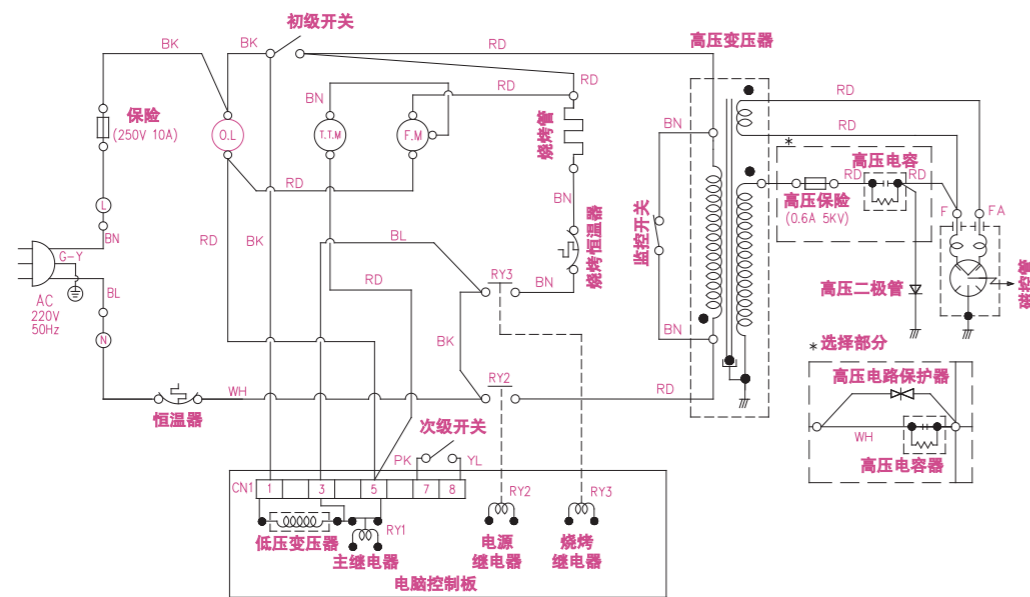 初级开关
高压变压器
BK
BK
RD
RD
保险
(250V 10A)
O.L
BN
T.T.M
RD
F.M
烧烤管
BN
RD
RD
*
高压电容
RD
RD
高压保险
(0.6A 5KV)
F
FA
L
BN
G-Y
BL
AC
220V
50Hz
N
RD
BK
RD
BL
BN
烧烤恒温器
监控开关
RY3
BN
RD
高压二极管
磁控管
BK
BN
*选择部分
RY2
RD
高压电路保护器
WH
高压电容器
恒温器
WH
次级开关
PK
YL
CN1
1
3
5
7
8
RY1
RY2
RY3
低压变压器
主继电器
电源
继电器
烧烤
继电器
电脑控制板